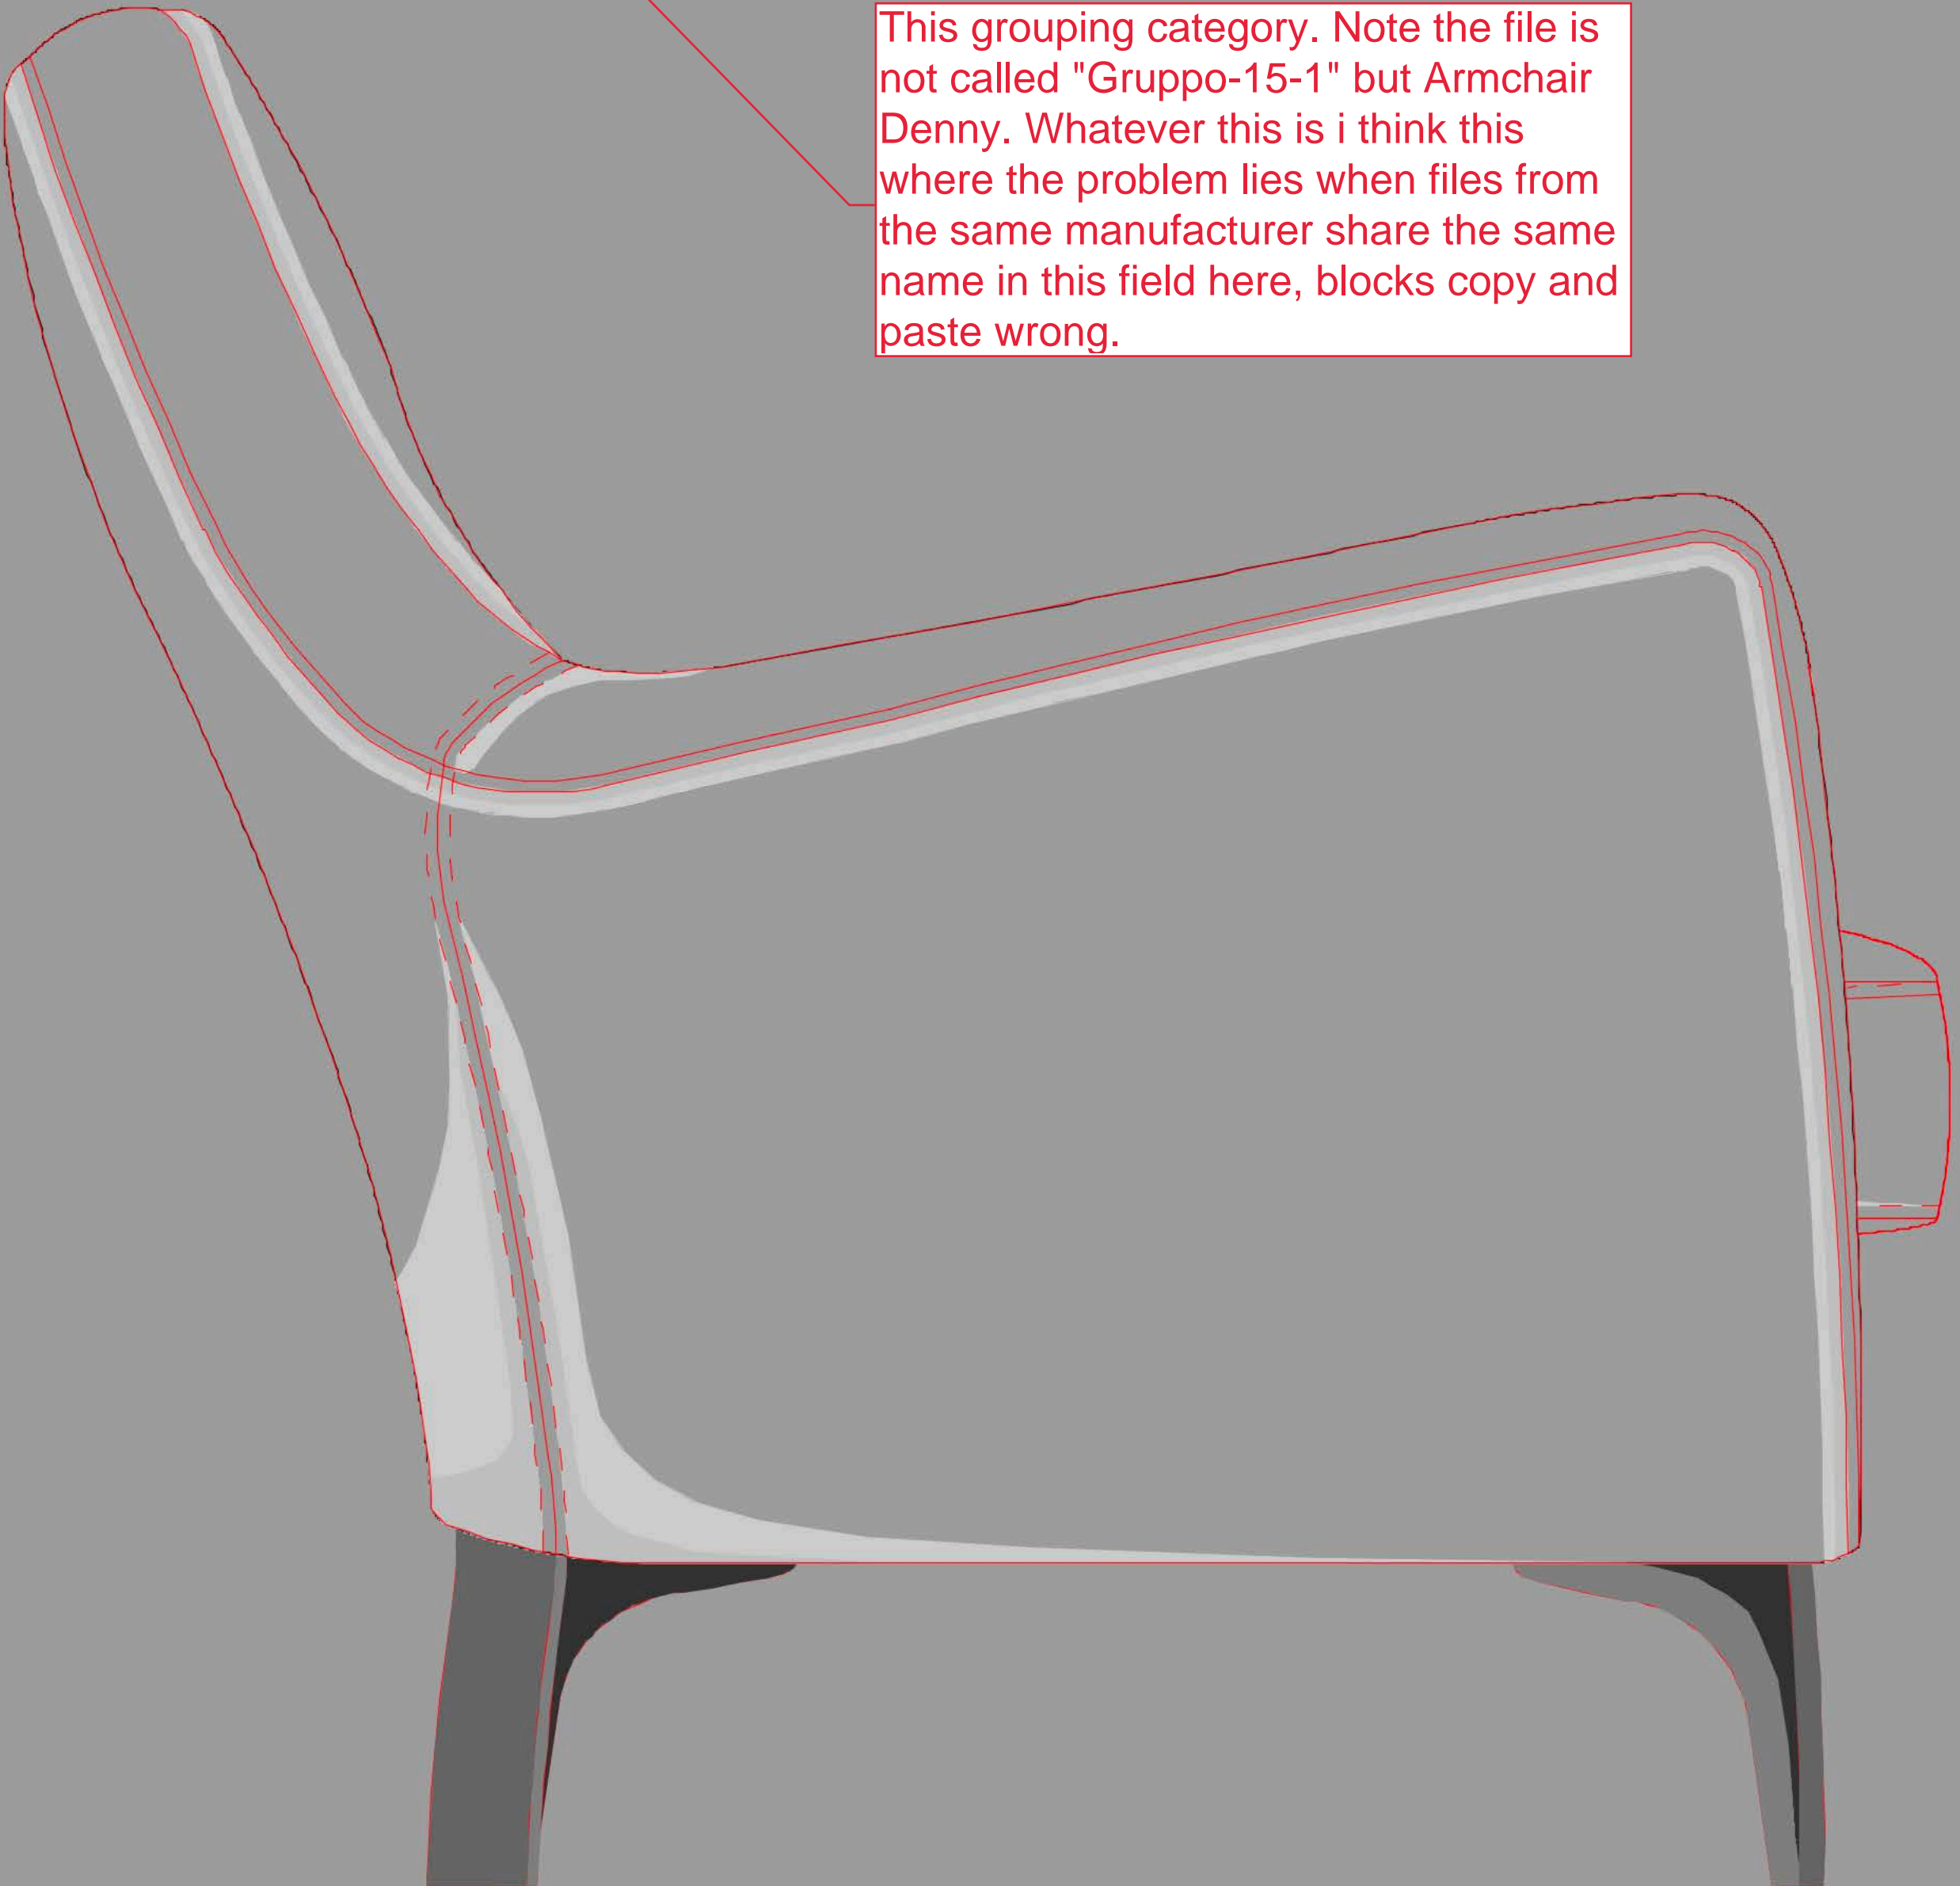 This grouping category. Note the file is
not called "Gruppo-15-1" but Armchair
Denny. Whatever this is i think this
where the problem lies when files from
the same manufacturer share the same
name in this field here, blocks copy and
paste wrong.